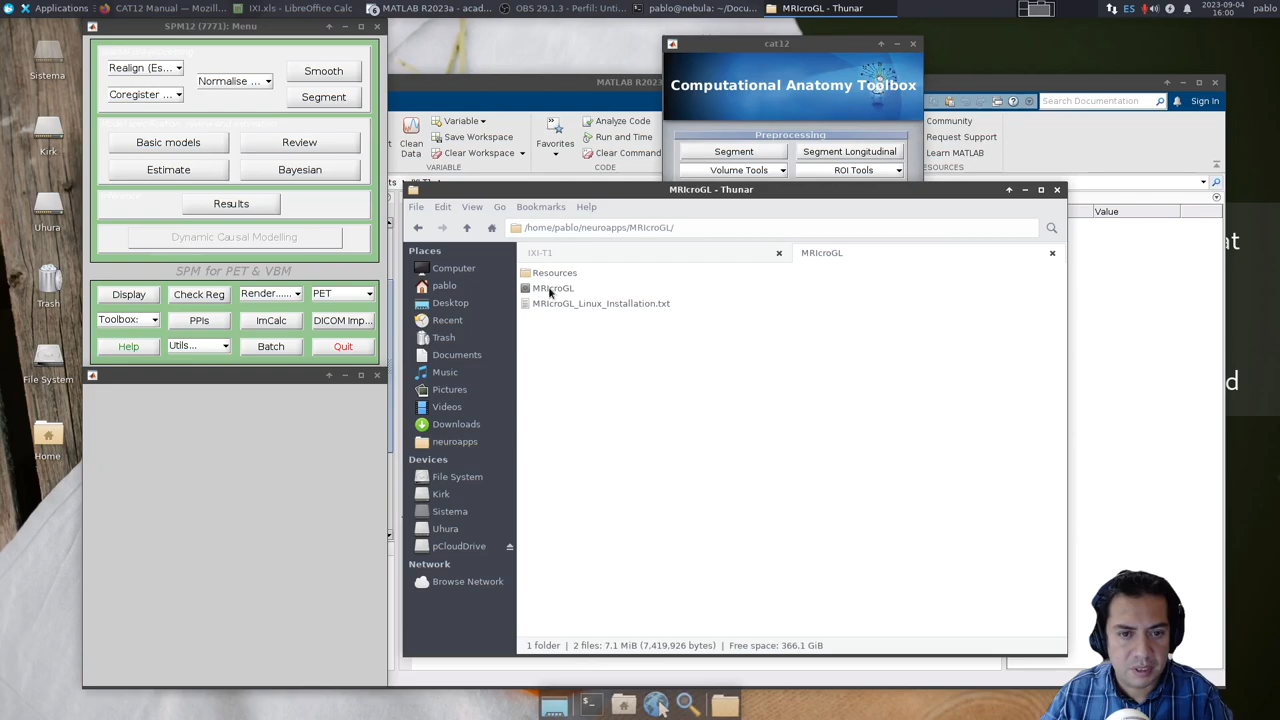 Applications
CAT12 Manual — Mozil...
IXI.xls — LibreOffice Calc
MATLAB R2023a - acad...
OBS 29.1.3 - Perfil: Unti...
pablo@nebula: ~/Docu...
MRIcroGL - Thunar
ES
2023-09-04
16:00
pablo
Sistema
Kirk
Uhura
Trash
File System
Home
SPM12 (7771): Menu
Realign (Es...
Normalise ...
Smooth
Coregister ...
Segment
Basic models
Review
Estimate
Bayesian
Results
Dynamic Causal Modelling
SPM for PET & VBM
Display
Check Reg
Render......
PET
Toolbox:
PPIs
ImCalc
DICOM Imp...
Help
Utils...
Batch
Quit
MATLAB R2023
Clean
Data
Variable
Save Workspace
Clear Workspace
VARIABLE
Favorites
Analyze Code
Run and Time
Clear Command
CODE
Search Documentation
Sign In
Community
Request Support
Learn MATLAB
RESOURCES
Value
cat12
Computational Anatomy Toolbox
Preprocessing
Segment
Segment Longitudinal
Volume Tools
ROI Tools
MRIcroGL - Thunar
File Edit View Go Bookmarks Help
/home/pablo/neuroapps/MRIcroGL/
Places
Computer
pablo
Desktop
Recent
Trash
Documents
Music
Pictures
Videos
Downloads
neuroapps
Devices
File System
Kirk
Sistema
Uhura
pCloudDrive
Network
Browse Network
IXI-T1
MRIcroGL
Resources
MRIcroGL
MRIcroGL_Linux_Installation.txt
1 folder | 2 files: 7.1 MiB (7,419,926 bytes) | Free space: 366.1 GiB
at
d